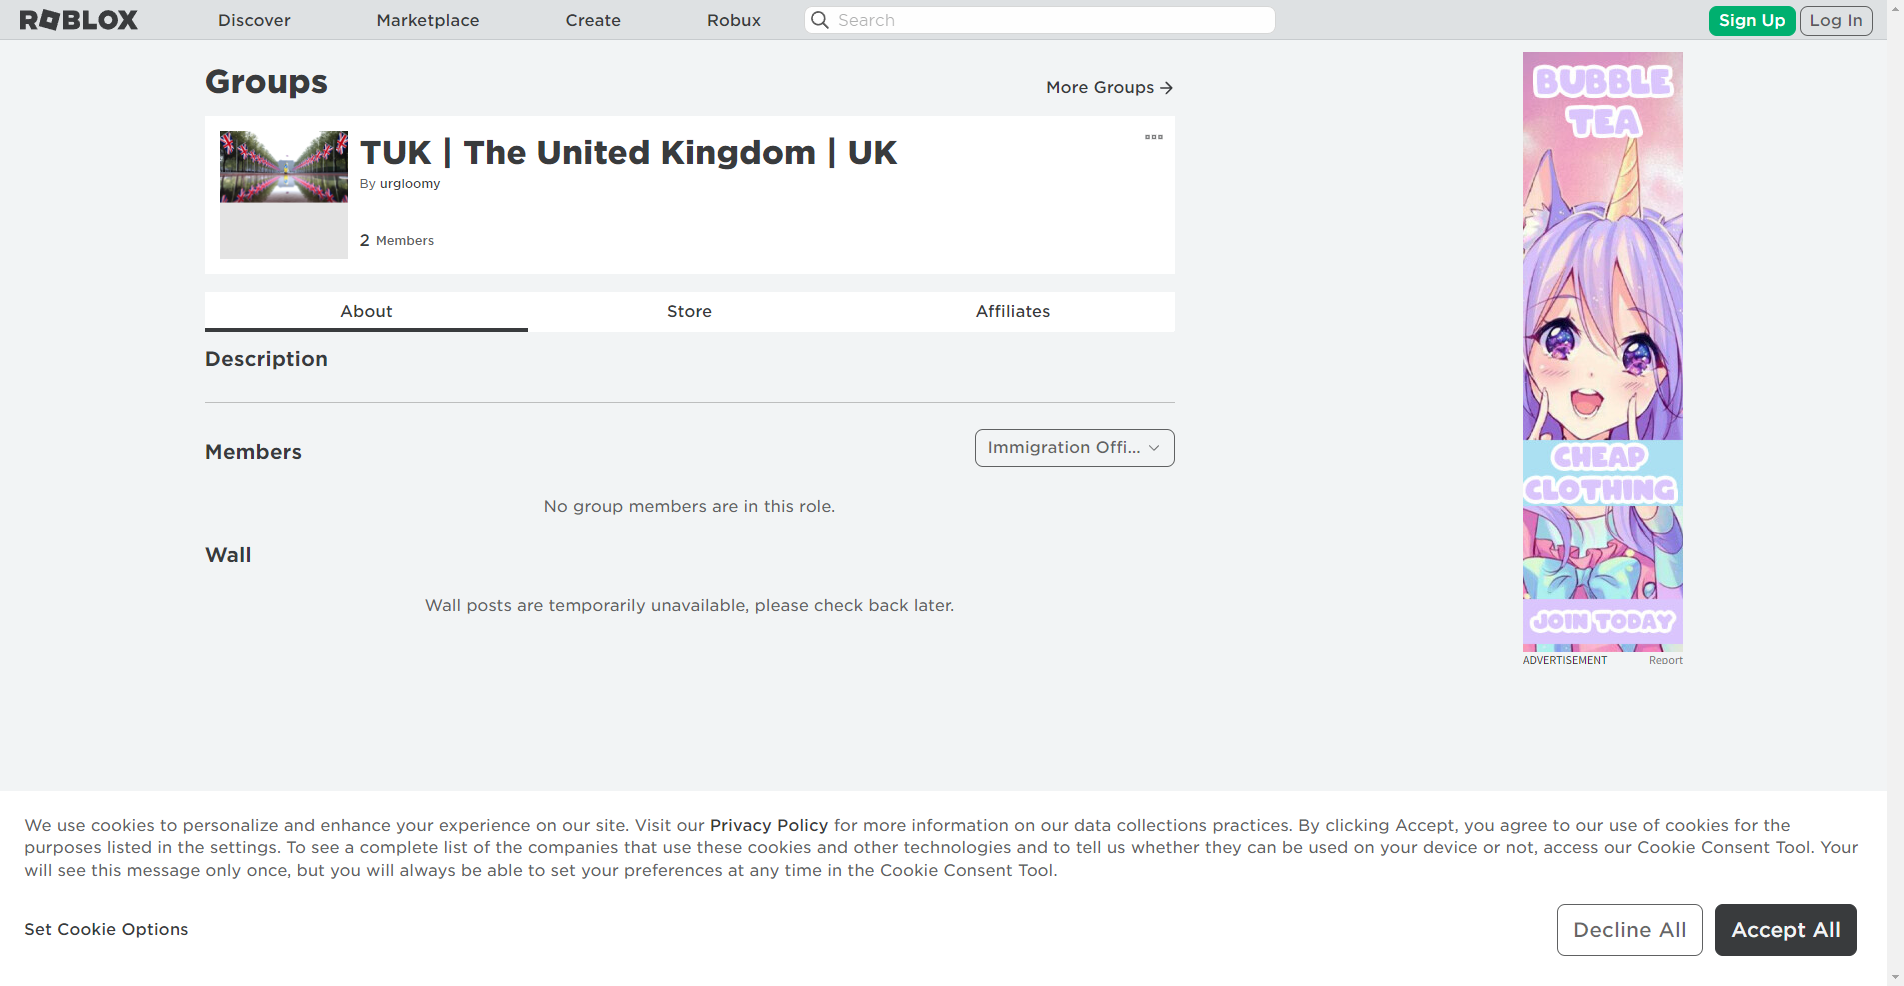 ROBLOX
Discover
Marketplace
Create
Robux
Search
Sign Up
Log In
Groups
More Groups →
TUK | The United Kingdom | UK
By urgloomy
2 Members
About
Store
Affiliates
Description
Members
Immigration Offi...
No group members are in this role.
Wall
Wall posts are temporarily unavailable, please check back later.
BUBBLE
TEA
CHEAP
CLOTHING
JOIN TODAY
ADVERTISEMENT
Report
We use cookies to personalize and enhance your experience on our site. Visit our Privacy Policy for more information on our data collections practices. By clicking Accept, you agree to our use of cookies for the
purposes listed in the settings. To see a complete list of the companies that use these cookies and other technologies and to tell us whether they can be used on your device or not, access our Cookie Consent Tool. Your
will see this message only once, but you will always be able to set your preferences at any time in the Cookie Consent Tool.
Set Cookie Options
Decline All
Accept All